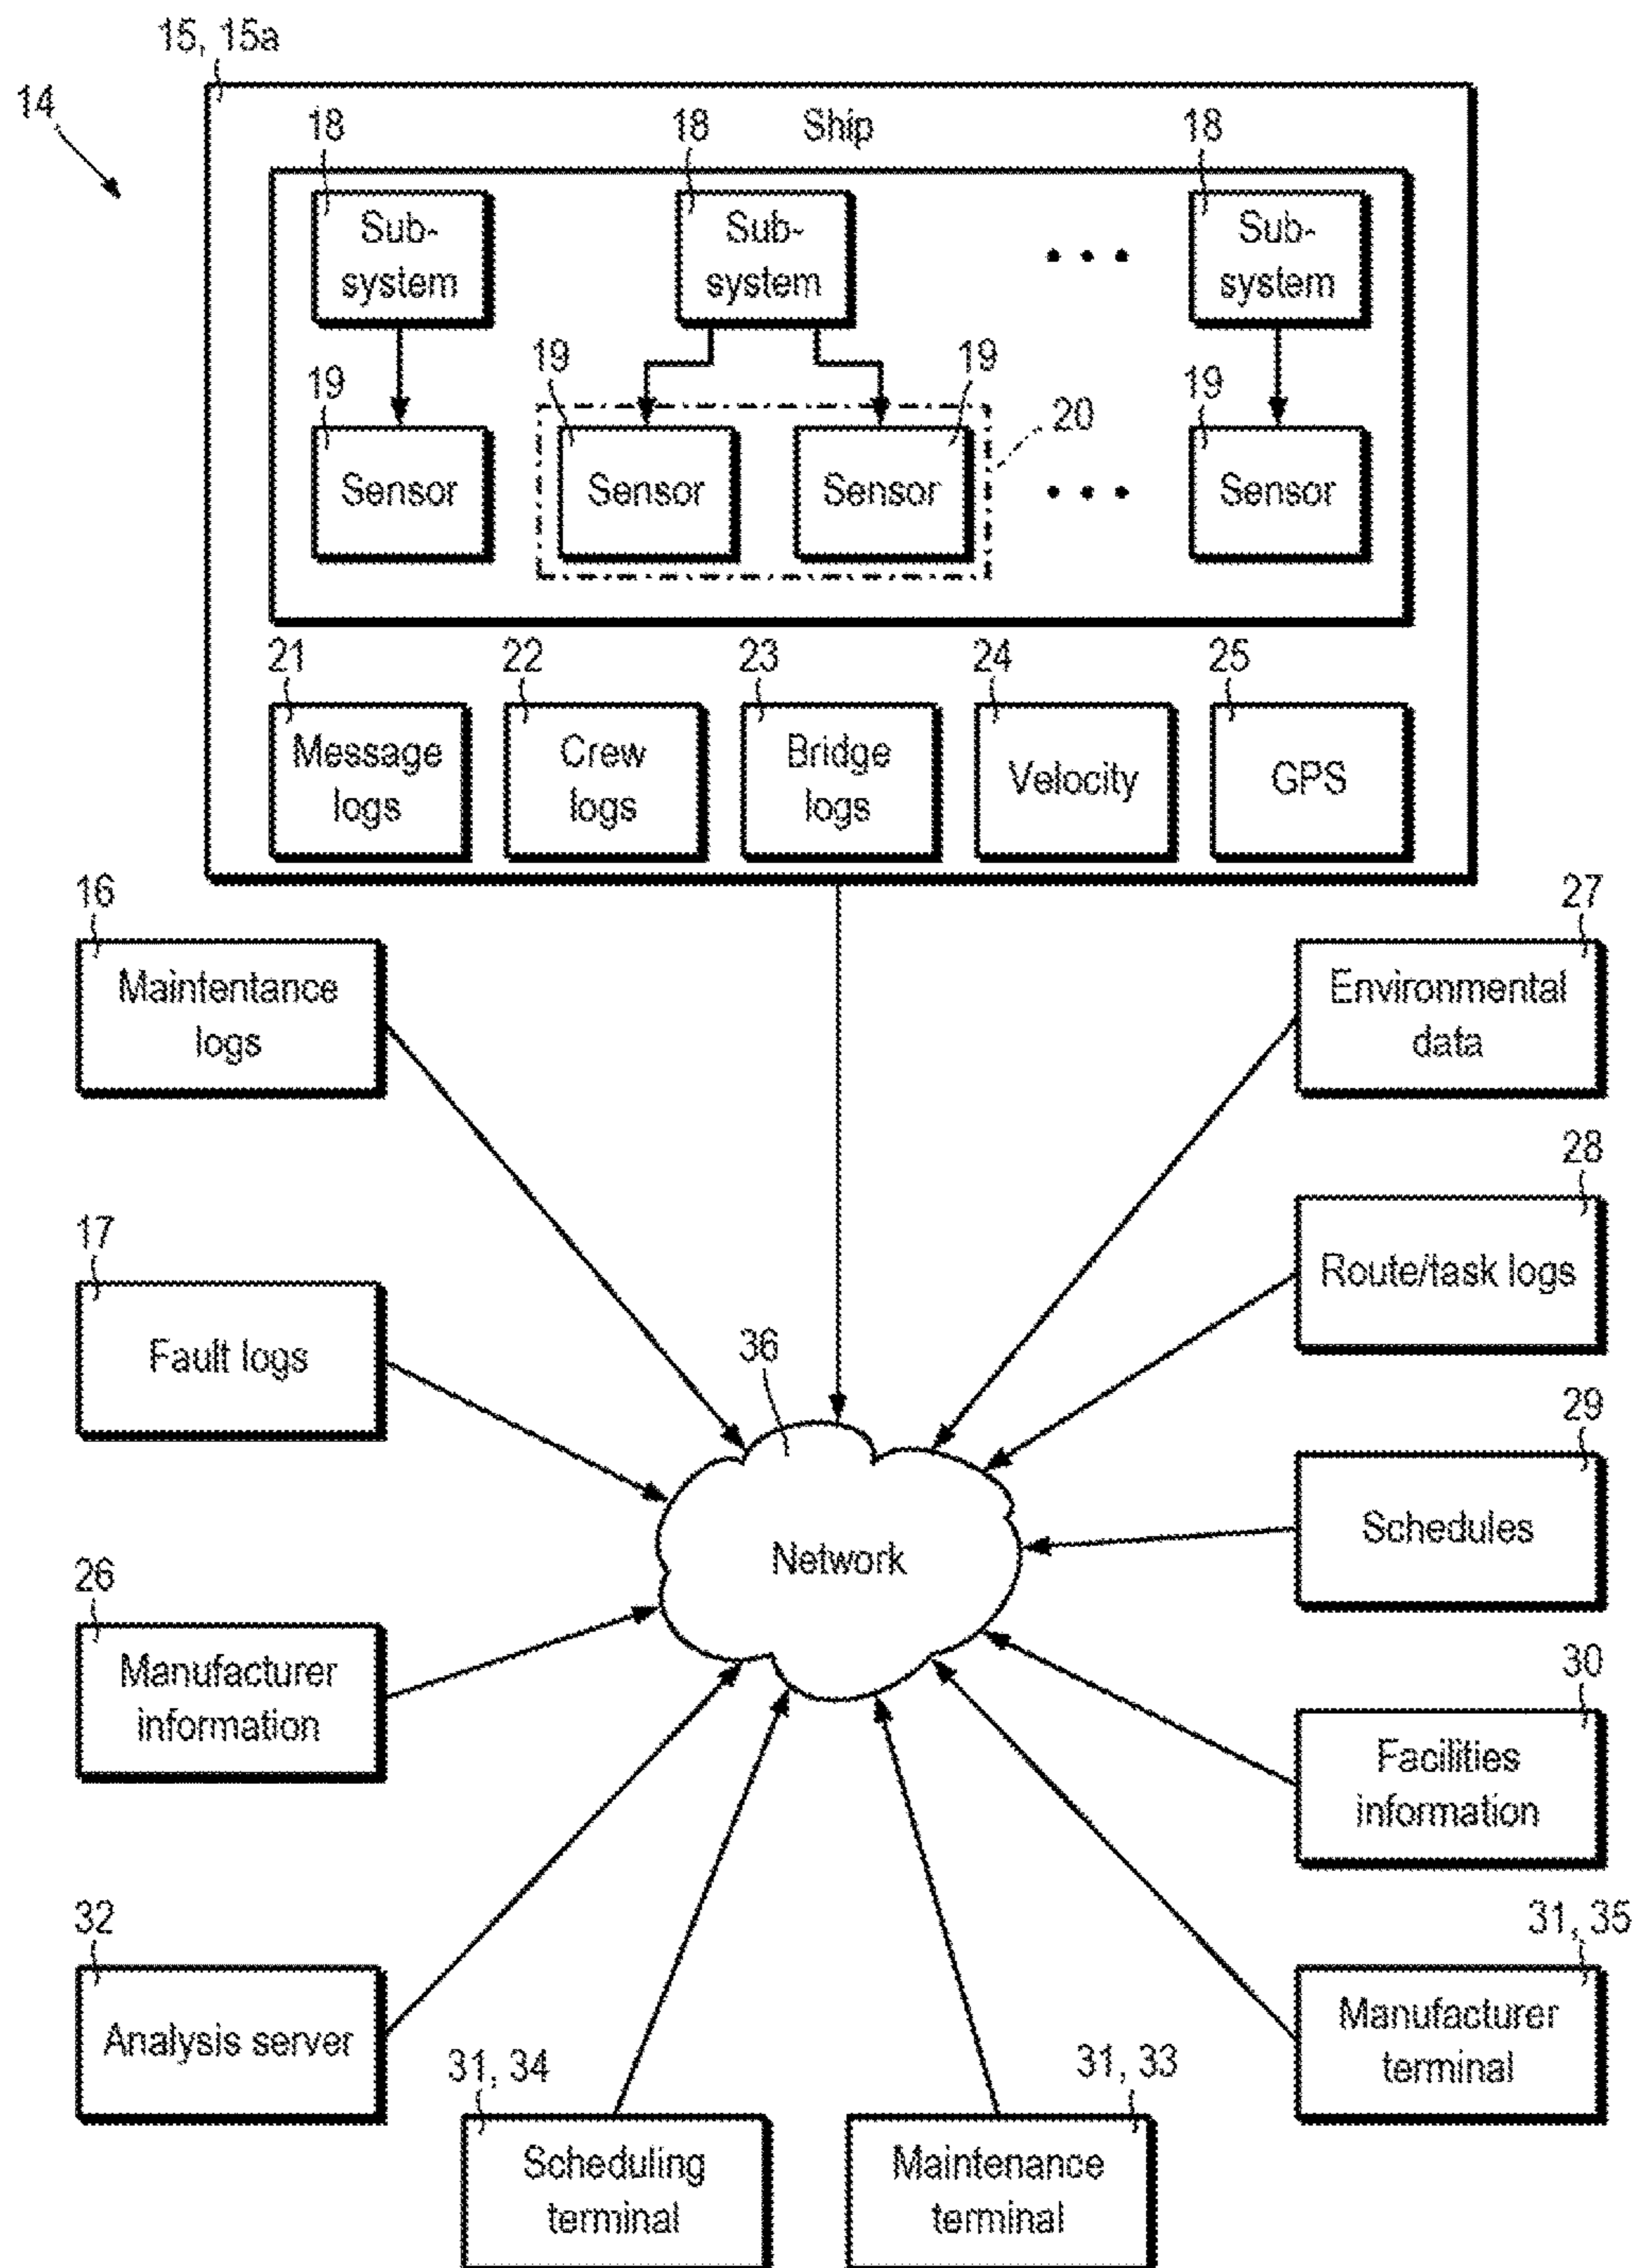 15, 15a
14
Ship
18
18
18
Sub-
system
Sub-
system
Sub-
system
19
19
19
19
20
Sensor
Sensor
Sensor
Sensor
21
22
23
24
25
Message
logs
Crew
logs
Bridge
logs
Velocity
GPS
16
Maintentance
logs
27
Environmental
data
28
Route/task logs
17
Fault logs
36
Network
29
Schedules
26
Manufacturer
information
30
Facilities
information
32
Analysis server
31, 34
Scheduling
terminal
31, 33
Maintenance
terminal
31, 35
Manufacturer
terminal